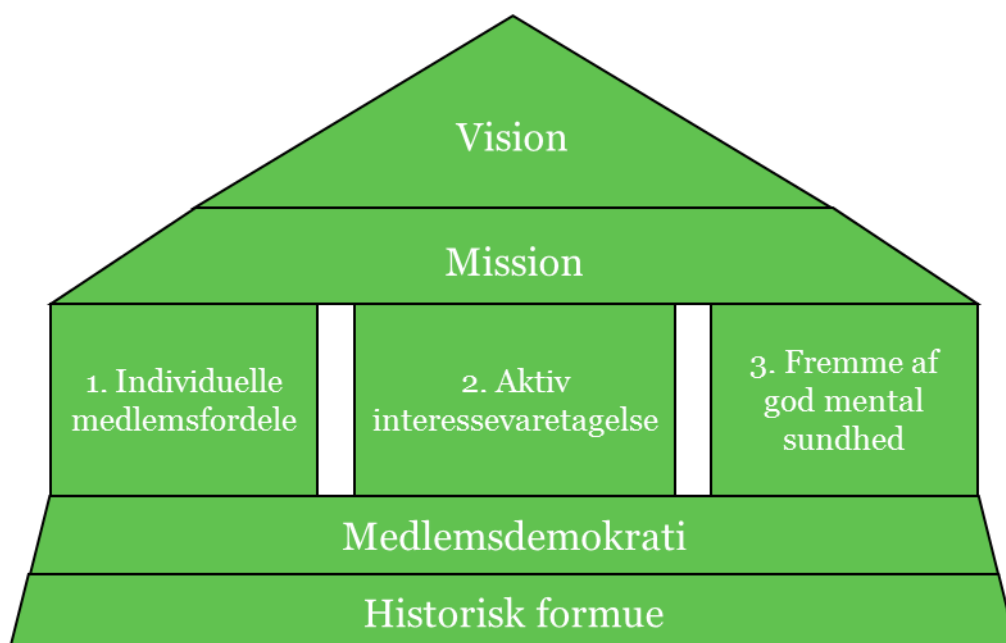 Vision
Mission
1. Individuelle
medlemsfordele
2. Aktiv
interessevaretagelse
3. Fremme af
god mental
sundhed
Medlemsdemokrati
Historisk formue